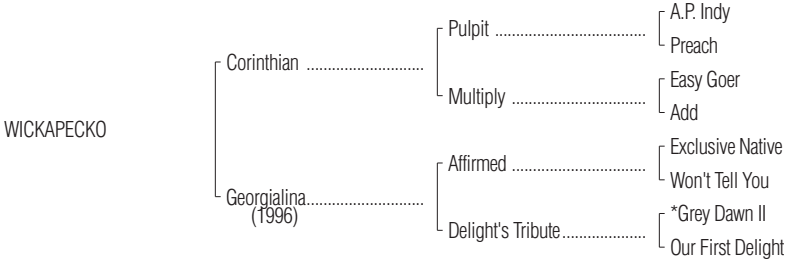 A.P. Indy
Pulpit ....................................
Preach
Corinthian ............................
Easy Goer
Multiply ................................
Add
WICKAPECKO
Exclusive Native
Affirmed ................................
Won't Tell You
Georgialina............................
(1996)
*Grey Dawn II
Delight's Tribute....................
Our First Delight